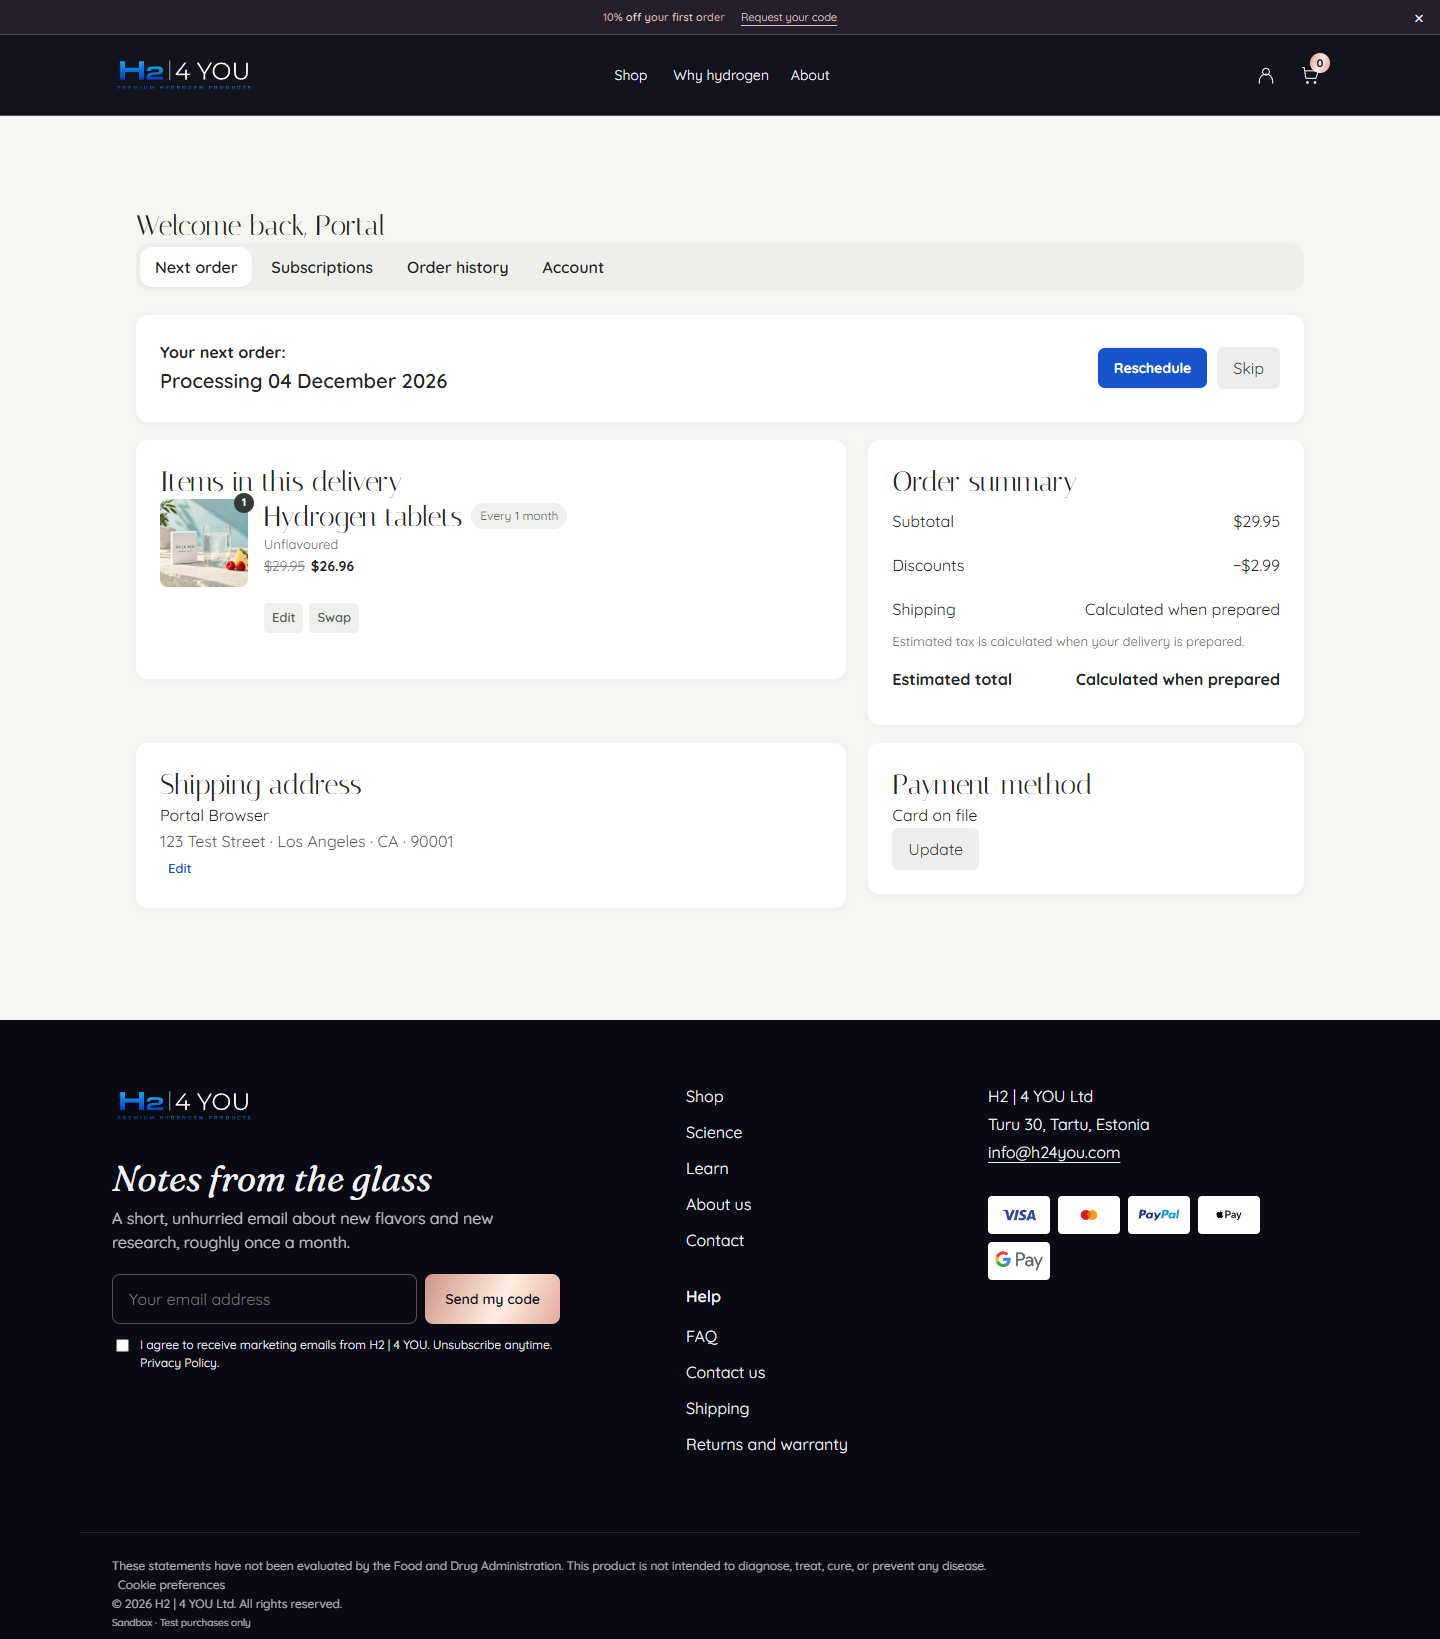 10% off your first order Request your code ×
H2 | 4 YOU
PREMIUM HYDROGEN PRODUCTS
Shop Why hydrogen About
0
Welcome back, Portal
Next order Subscriptions Order history Account
Your next order:
Processing 04 December 2026
Reschedule Skip
Items in this delivery
1
Hydrogen tablets Every 1 month
Unflavoured
$29.95 $26.96
Edit Swap
Order summary
Subtotal $29.95
Discounts −$2.99
Shipping Calculated when prepared
Estimated tax is calculated when your delivery is prepared.
Estimated total Calculated when prepared
Shipping address
Portal Browser
123 Test Street · Los Angeles · CA · 90001
Edit
Payment method
Card on file
Update
H2 | 4 YOU
PREMIUM HYDROGEN PRODUCTS
Notes from the glass
A short, unhurried email about new flavors and new
research, roughly once a month.
Your email address Send my code
I agree to receive marketing emails from H2 | 4 YOU. Unsubscribe anytime.
Privacy Policy.
Shop
Science
Learn
About us
Contact
Help
FAQ
Contact us
Shipping
Returns and warranty
H2 | 4 YOU Ltd
Turu 30, Tartu, Estonia
info@h24you.com
VISA PayPal Pay
G Pay
These statements have not been evaluated by the Food and Drug Administration. This product is not intended to diagnose, treat, cure, or prevent any disease.
Cookie preferences
© 2026 H2 | 4 YOU Ltd. All rights reserved.
Sandbox · Test purchases only